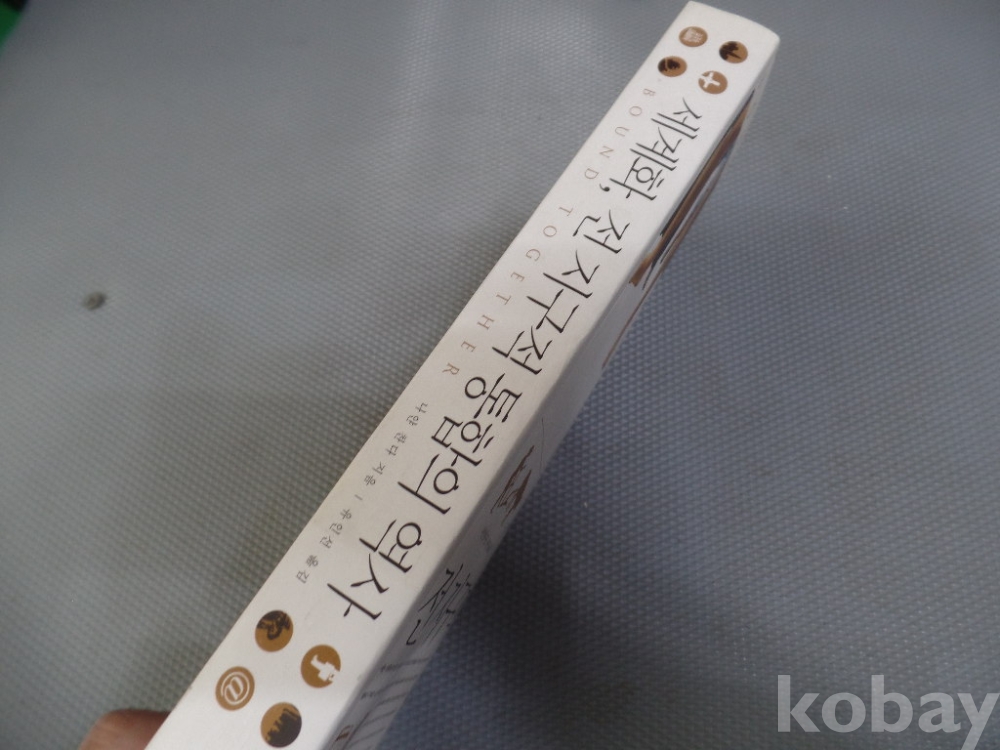 세계화, 전 지구적 통합의 역사
BOUND TOGETHER
나얀 찬다 지음 / 유인선 옮김
@
kobay